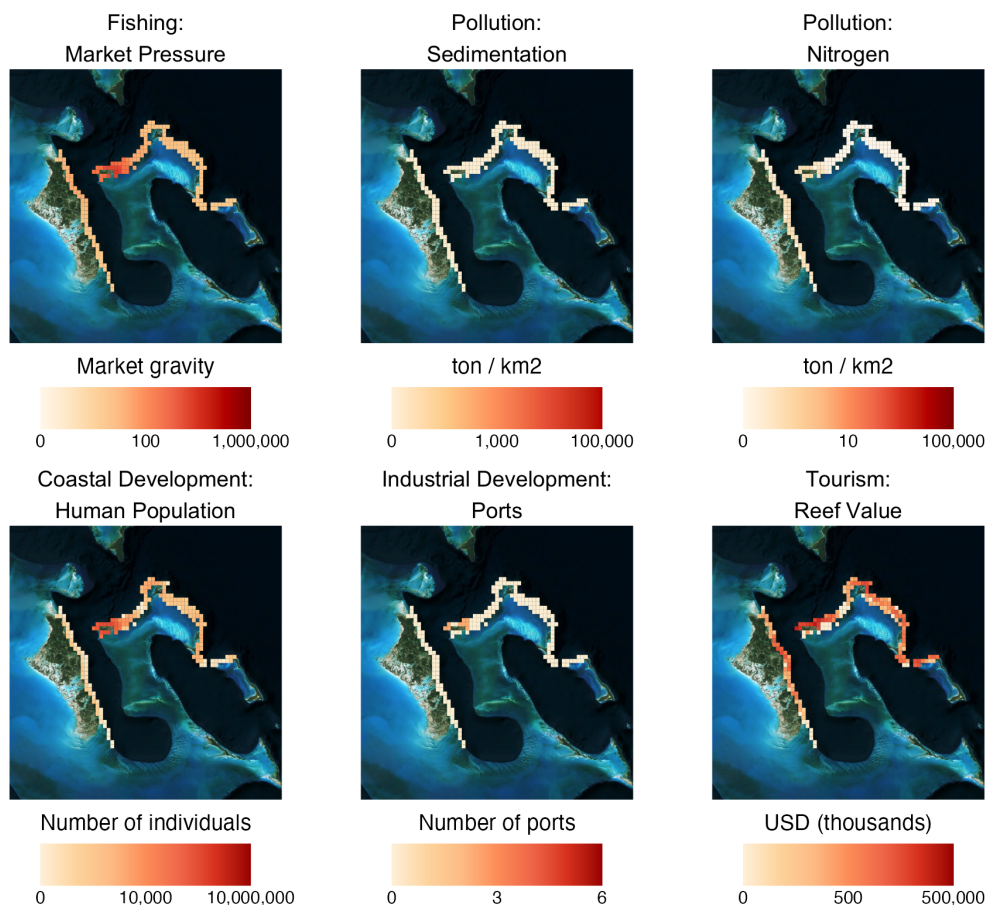 Fishing:
Market Pressure
Pollution:
Sedimentation
Pollution:
Nitrogen
Market gravity
0 100 1,000,000
ton / km2
0 1,000 100,000
ton / km2
0 10 100,000
Coastal Development:
Human Population
Industrial Development:
Ports
Tourism:
Reef Value
Number of individuals
0 10,000 10,000,000
Number of ports
0 3 6
USD (thousands)
0 500 500,000